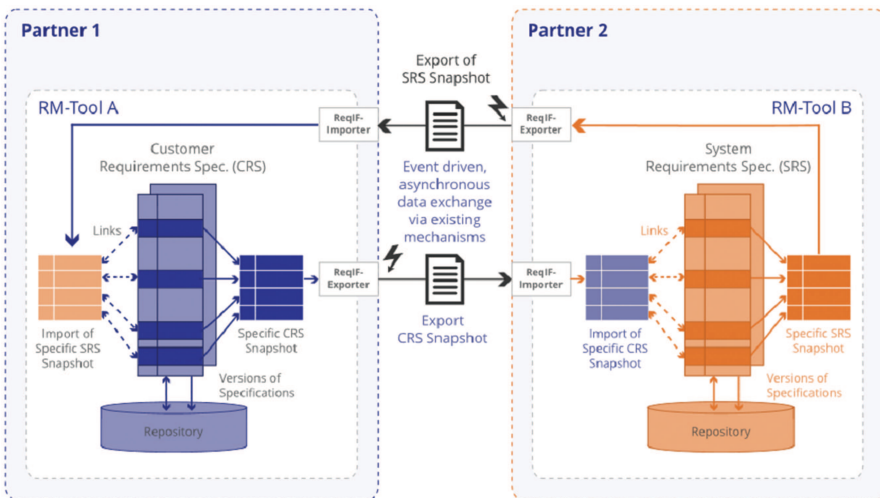 Partner 1
RM-Tool A
Customer
Requirements Spec. (CRS)
Links
Import of
Specific SRS
Snapshot
Specific CRS
Snapshot
Versions of
Specifications
Repository
ReqIF-
Importer
ReqIF-
Exporter
Export of
SRS Snapshot
Event driven,
asynchronous
data exchange
via existing
mechanisms
Export
CRS Snapshot
Partner 2
RM-Tool B
ReqIF-
Exporter
ReqIF-
Importer
System
Requirements Spec. (SRS)
Links
Import of
Specific CRS
Snapshot
Specific SRS
Snapshot
Versions of
Specifications
Repository